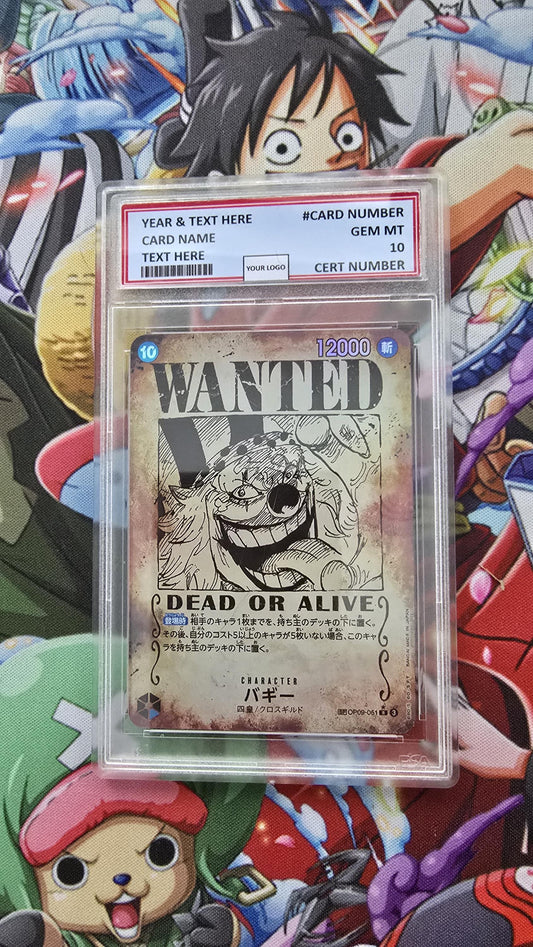 YEAR & TEXT HERE #CARD NUMBER
CARD NAME GEM MT
TEXT HERE 10
YOUR LOGO CERT NUMBER
10 12000 斬
WANTED
DEAD OR ALIVE
登場時 相手のキャラ1枚までを、持ち主のデッキの下に置く。
その後、自分のコスト5以上のキャラが5枚いない場合、このキャ
ラを持ち主のデッキの下に置く。
CHARACTER
バギー
四皇/クロスギルド
R 3
PSA